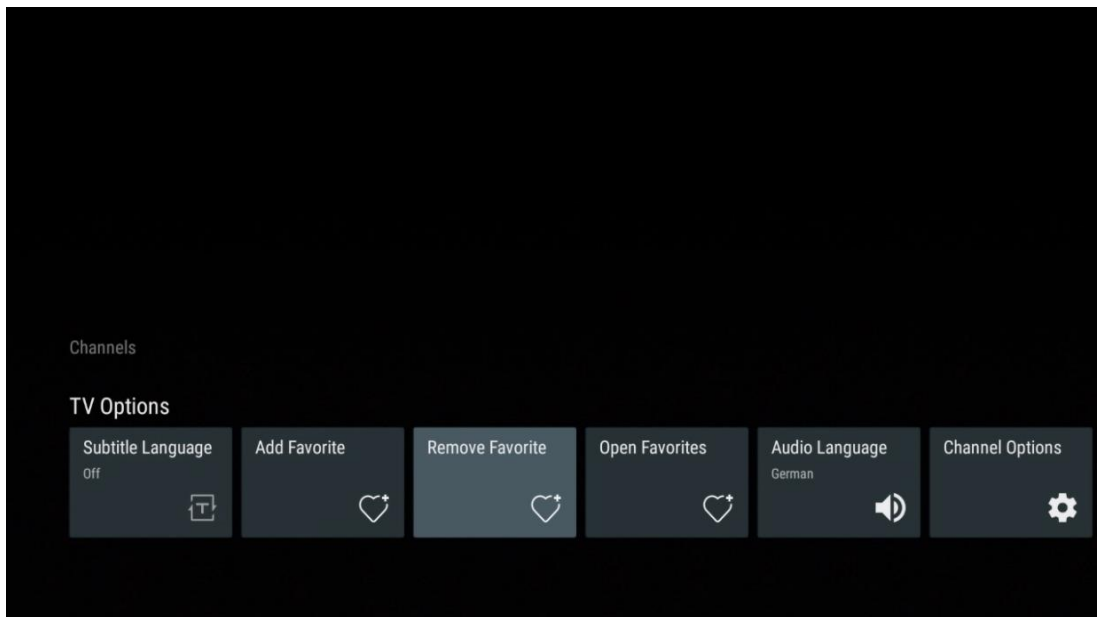 Channels
TV Options
Subtitle Language
Off
T
Add Favorite
Remove Favorite
Open Favorites
Audio Language
German
Channel Options